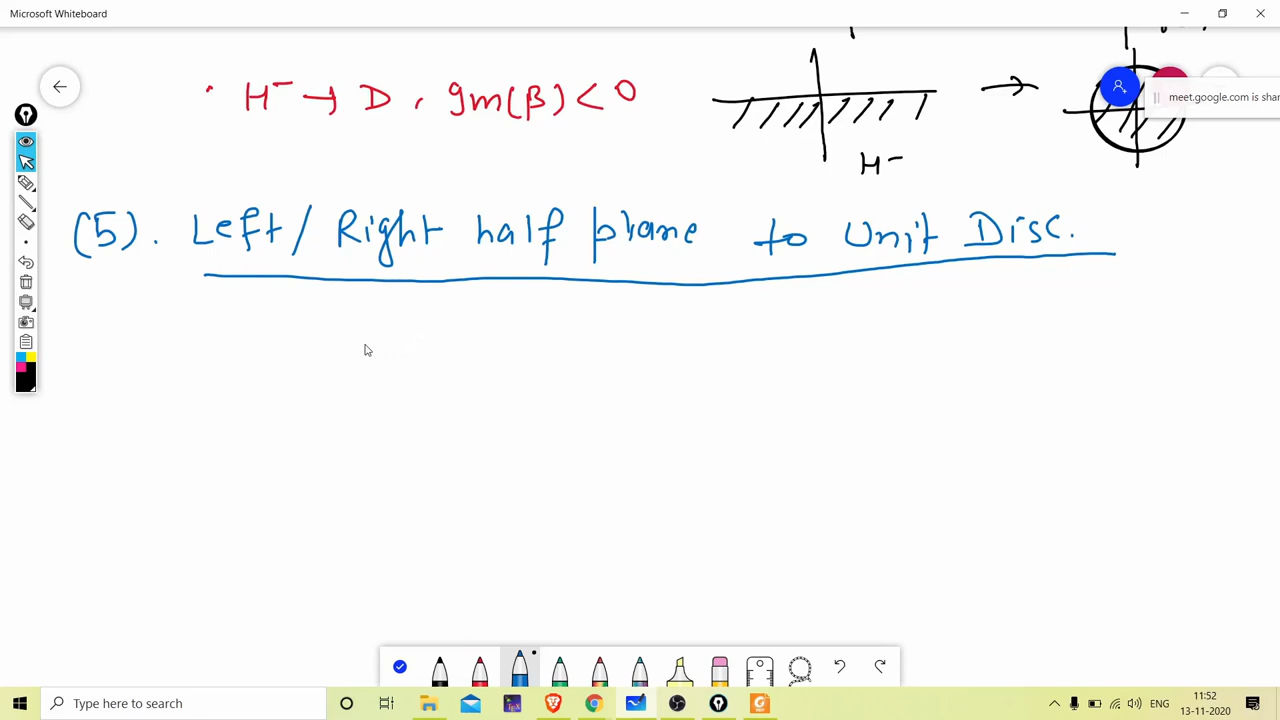 Microsoft Whiteboard
meet.google.com is shar
· H⁻ → D , Im(β) < 0
H⁻
(5). Left/Right half plane to Unit Disc.
Type here to search
ENG
11:52
13-11-2020